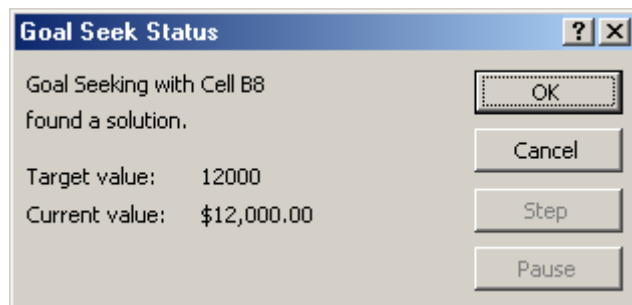 Goal Seek Status
? X
Goal Seeking with Cell B8
found a solution.
Target value: 12000
Current value: $12,000.00
OK
Cancel
Step
Pause